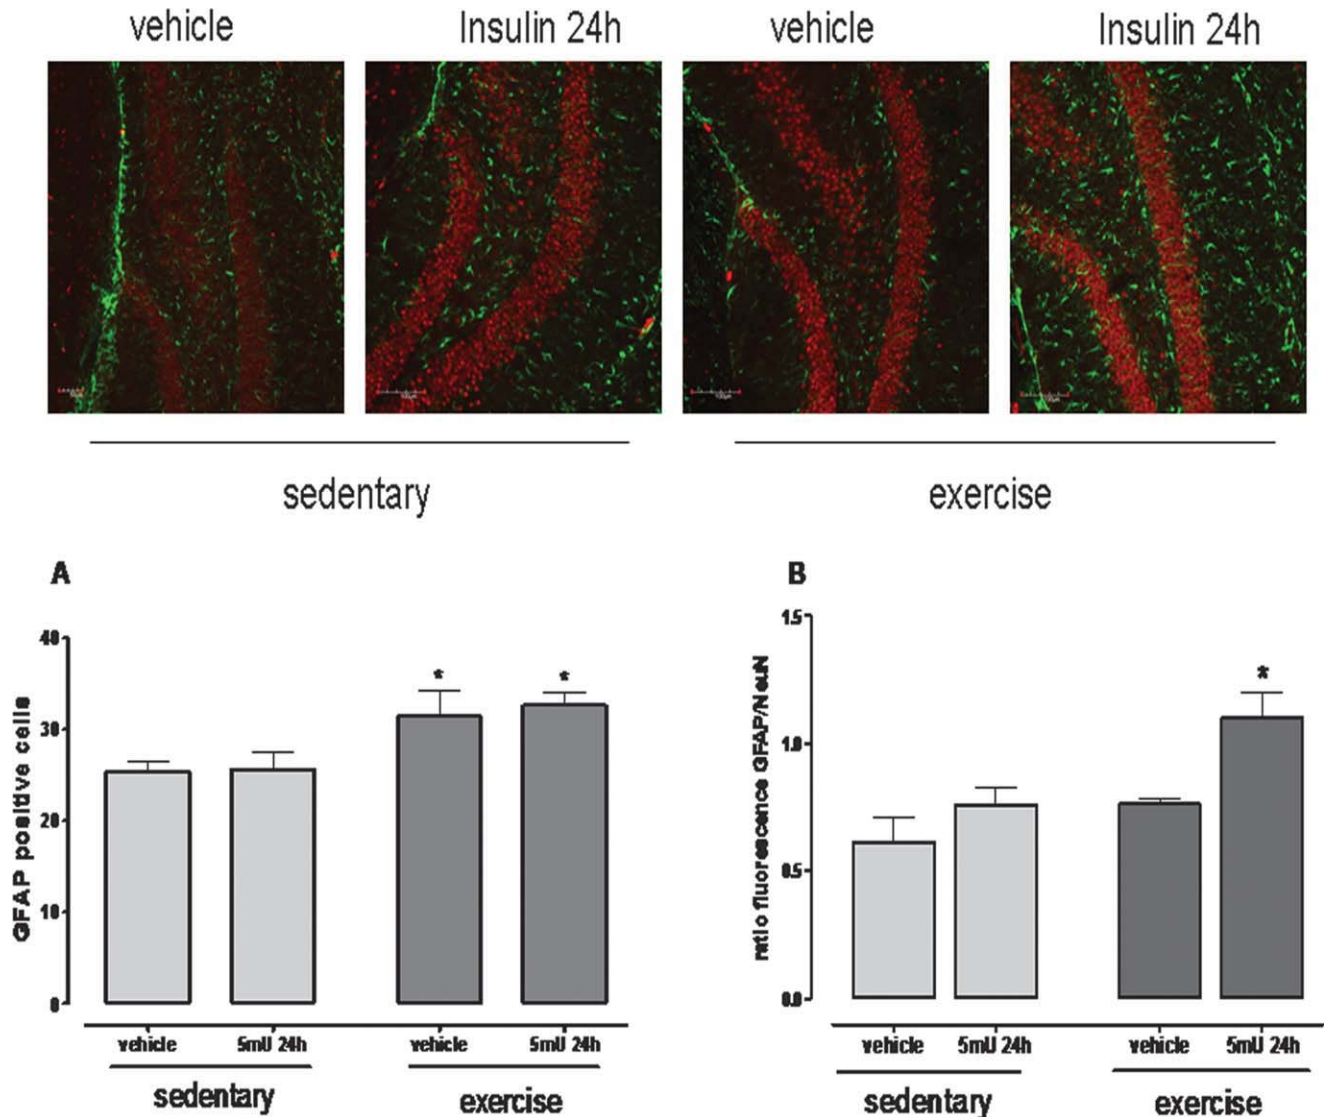 vehicle Insulin 24h vehicle Insulin 24h
sedentary exercise
A
GFAP positive cells
40
30
20
10
0
vehicle 5mU 24h vehicle 5mU 24h
sedentary exercise
B
ratio fluorescence GFAP/NeuN
1.5
1.0
0.5
0.0
*
vehicle 5mU 24h vehicle 5mU 24h
sedentary exercise